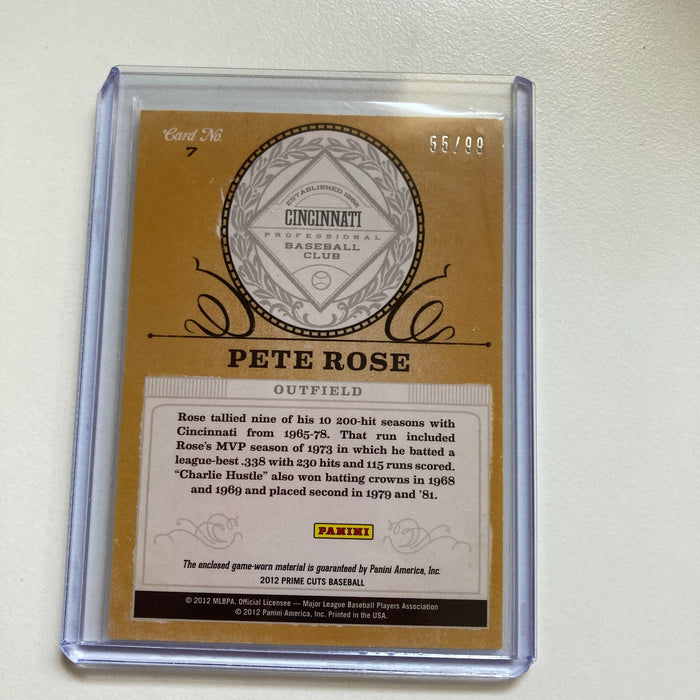 Card No.
7
55/99
ESTABLISHED 1882
CINCINNATI
PROFESSIONAL
BASEBALL
CLUB
PETE ROSE
OUTFIELD
Rose tallied nine of his 10 200-hit seasons with
Cincinnati from 1965-78. That run included
Rose's MVP season of 1973 in which he batted a
league-best .338 with 230 hits and 115 runs scored.
"Charlie Hustle" also won batting crowns in 1968
and 1969 and placed second in 1979 and '81.
PANINI
The enclosed game-worn material is guaranteed by Panini America, Inc.
2012 PRIME CUTS BASEBALL
© 2012 MLBPA. Official Licensee — Major League Baseball Players Association
© 2012 Panini America, Inc. Printed in the USA.